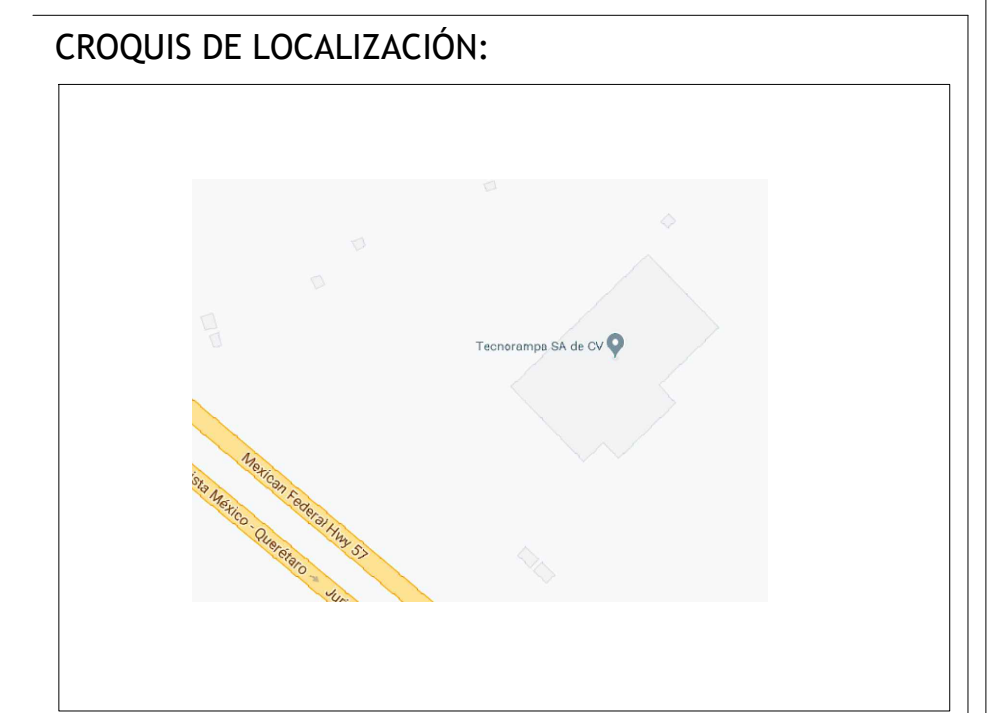 CROQUIS DE LOCALIZACIÓN:
Tecnorampa SA de CV
Mexican Federal Hwy 57
ista México - Querétaro